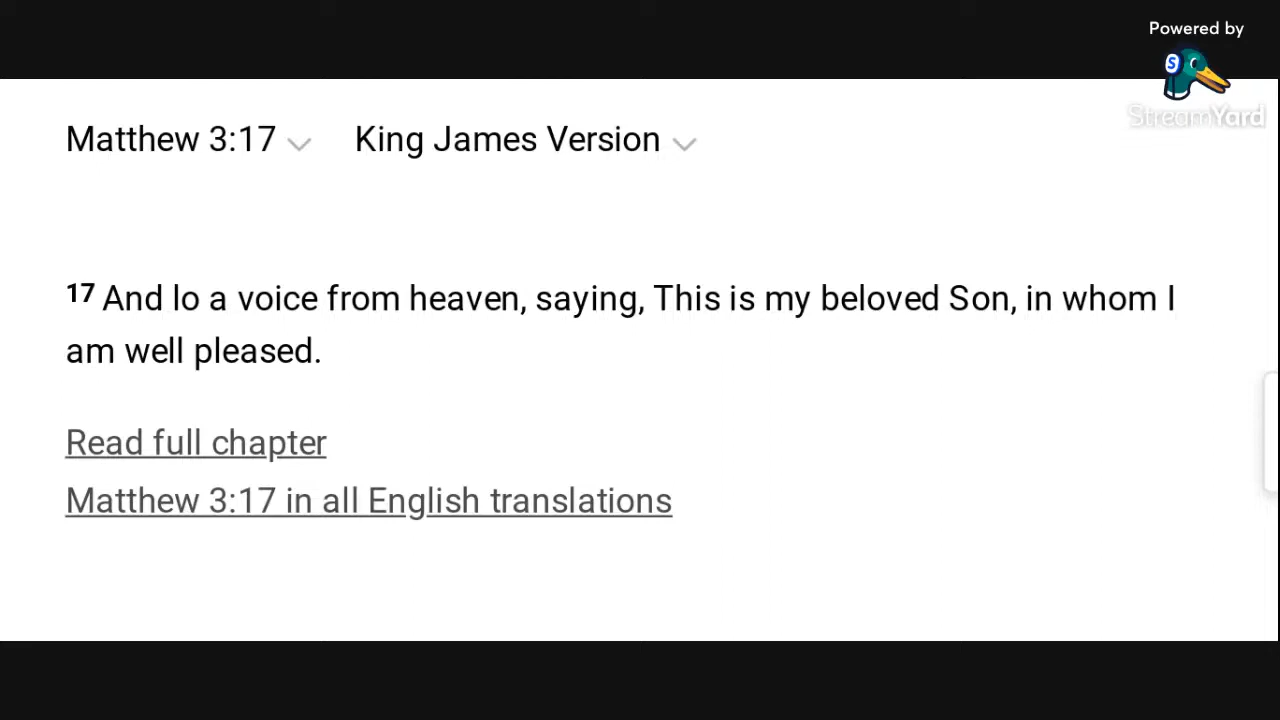 Powered by
S
StreamYard
Matthew 3:17 King James Version
17 And lo a voice from heaven, saying, This is my beloved Son, in whom I
am well pleased.
Read full chapter
Matthew 3:17 in all English translations